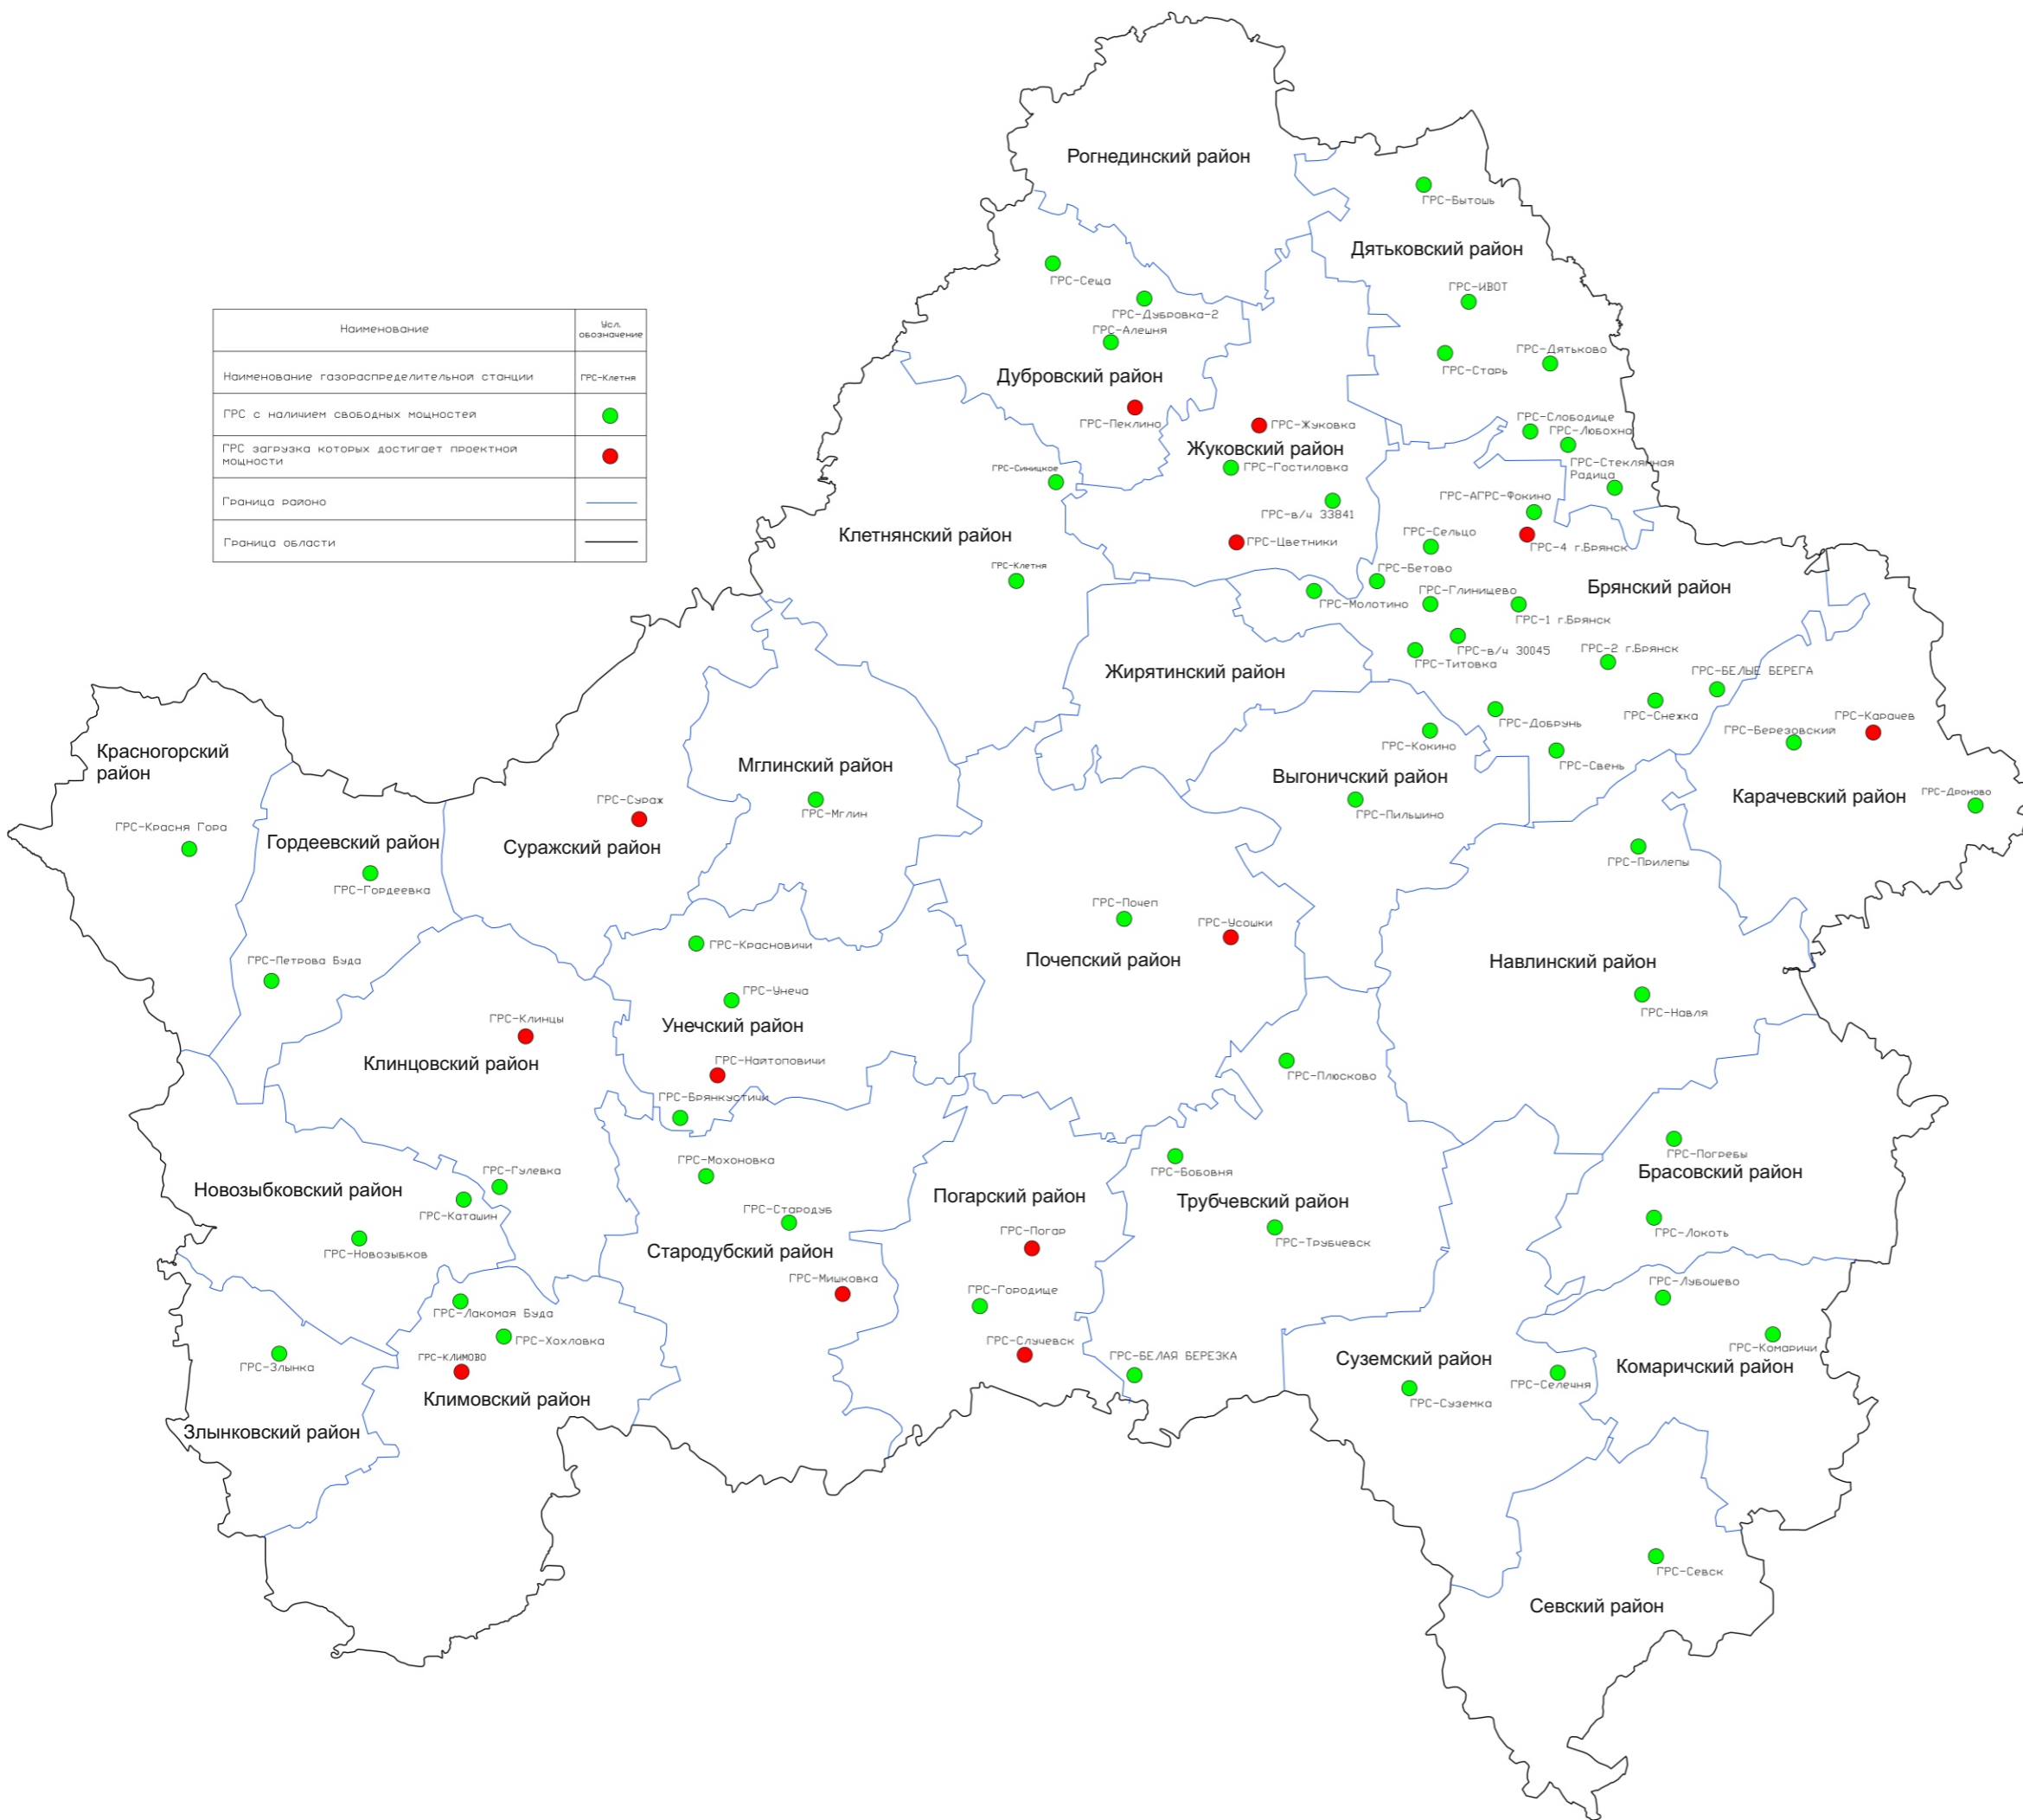 Рогнединский район
ГРС-Бытошь
Дятьковский район
ГРС-Сеща
ГРС-ИВОТ
ГРС-Дубровка-2
ГРС-Алешня
Наименование
Усл.
обозначение
Наименование газораспределительной станции
ГРС-Клетня
ГРС с наличием свободных мощностей
ГРС загрузка которых достигает проектной
мощности
Граница районо
Граница области
ГРС-Дятьково
ГРС-Старь
Дубровский район
ГРС-Пеклино
ГРС-Жуковка
Жуковский район
ГРС-Слободище
ГРС-Любохна
ГРС-Гостиловка
ГРС-Стеклянная
Радица
ГРС-Синицкое
ГРС-АГРС-Фокино
ГРС-в/ч 33841
Клетнянский район
ГРС-Сельцо
ГРС-Цветники
ГРС-4 г.Брянск
ГРС-Клетня
ГРС-Бетово
Брянский район
ГРС-Глинищево
ГРС-Молотино
ГРС-1 г.Брянск
ГРС-в/ч 30045
ГРС-2 г.Брянск
ГРС-Титовка
Жирятинский район
ГРС-БЕЛЫЕ БЕРЕГА
ГРС-Снежка
ГРС-Добрунь
ГРС-Карачев
ГРС-Березовский
ГРС-Кокино
Красногорский
район
ГРС-Свень
Мглинский район
Выгоничский район
ГРС-Дроново
Карачевский район
ГРС-Сураж
ГРС-Мглин
ГРС-Пильшино
ГРС-Красня Гора
Гордеевский район
Суражский район
ГРС-Прилепы
ГРС-Гордеевка
ГРС-Почеп
ГРС-Усошки
ГРС-Красновичи
ГРС-Петрова Буда
Почепский район
Навлинский район
ГРС-Унеча
ГРС-Навля
ГРС-Клинцы
Унечский район
Клинцовский район
ГРС-Найтоповичи
ГРС-Плюсково
ГРС-Брянкустичи
ГРС-Погребы
ГРС-Мохоновка
ГРС-Гулевка
ГРС-Бобовня
Брасовский район
Новозыбковский район
Погарский район
Трубчевский район
ГРС-Каташин
ГРС-Стародуб
ГРС-Погар
ГРС-Локоть
ГРС-Новозыбков
Стародубский район
ГРС-Трубчевск
ГРС-Мишковка
ГРС-Городище
ГРС-Лубошево
ГРС-Лакомая Буда
ГРС-Хохловка
ГРС-Случевск
ГРС-Комаричи
ГРС-КЛИМОВО
ГРС-Злынка
ГРС-БЕЛАЯ БЕРЕЗКА
Суземский район
Комаричский район
ГРС-Селечня
Климовский район
ГРС-Суземка
Злынковский район
ГРС-Севск
Севский район